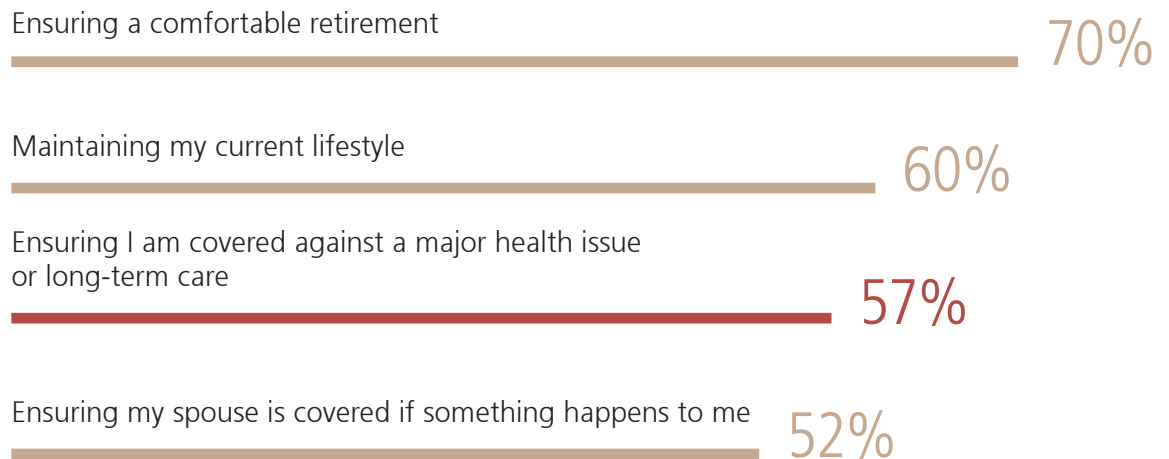 Ensuring a comfortable retirement
70%
Maintaining my current lifestyle
60%
Ensuring I am covered against a major health issue
or long-term care
57%
Ensuring my spouse is covered if something happens to me
52%